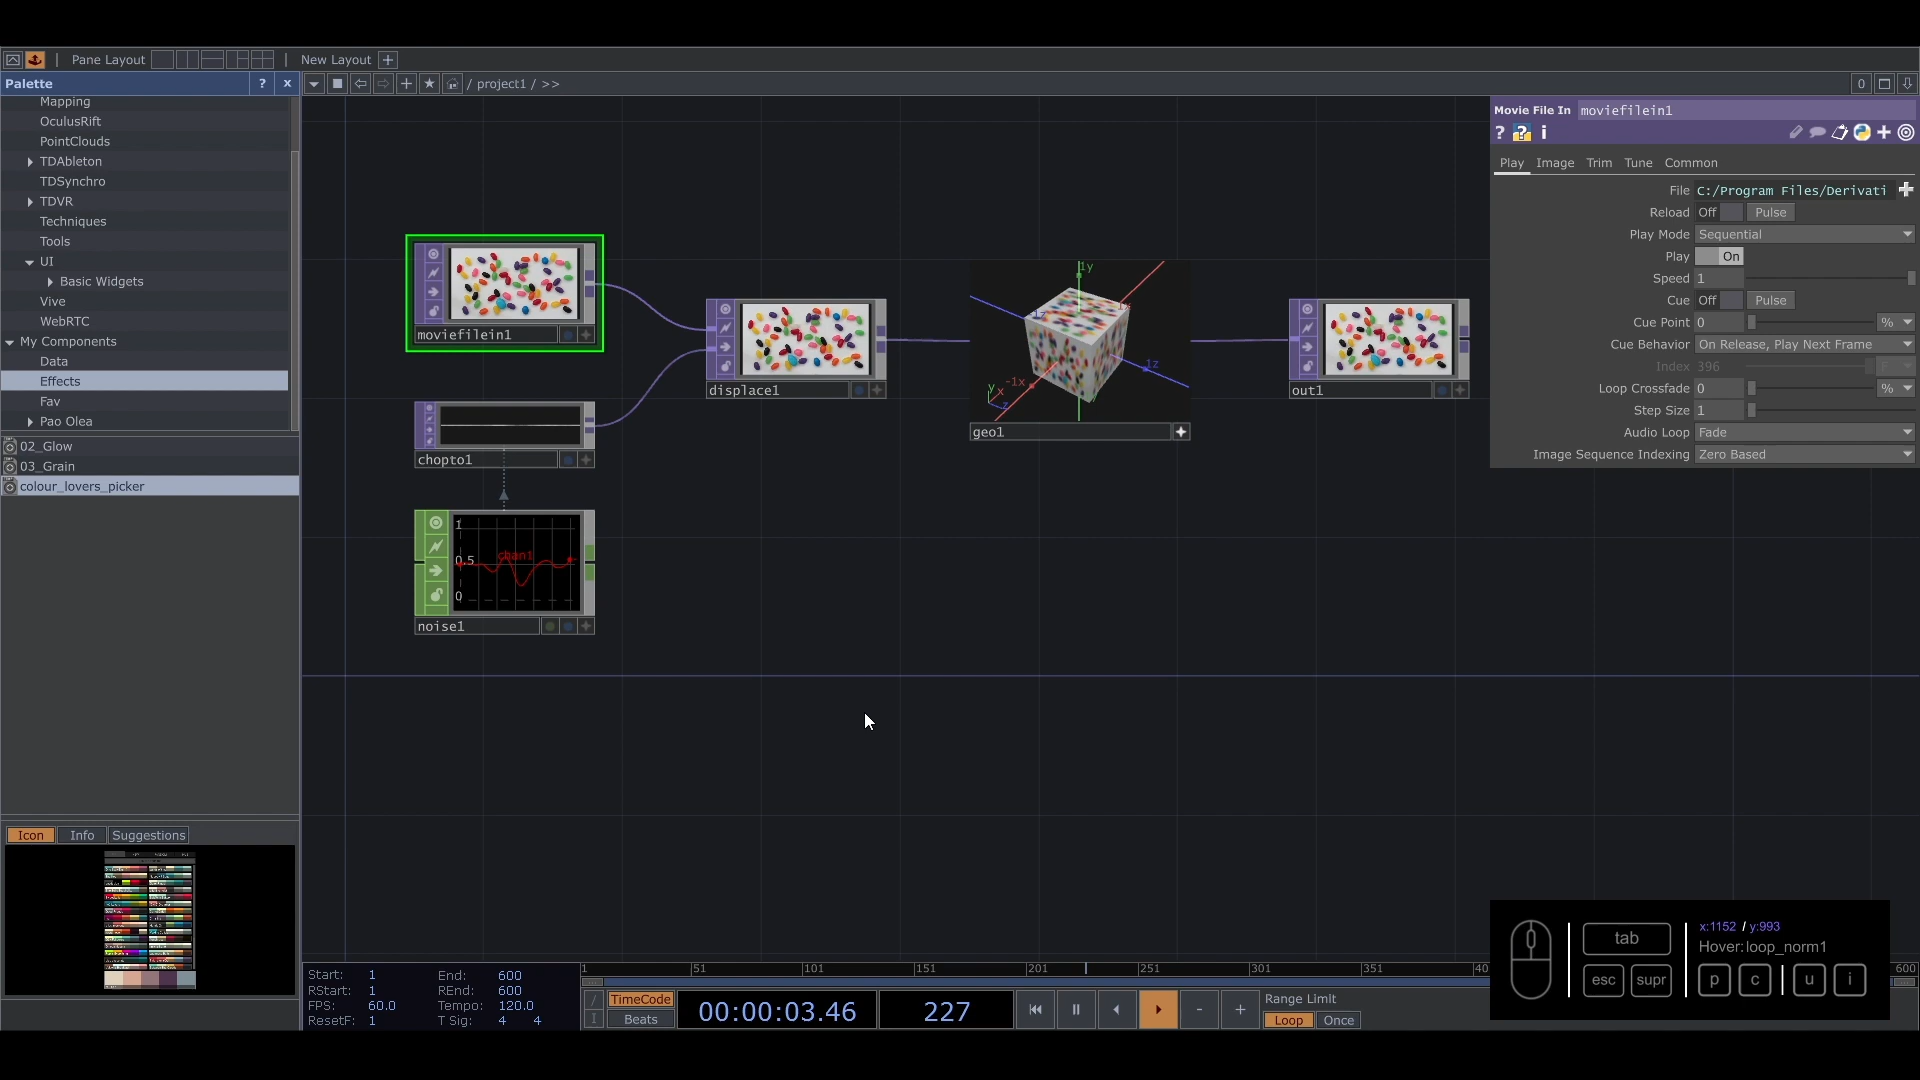 Pane Layout
New Layout +
Palette ? x
/ project1 / >>
0
Mapping
OculusRift
PointClouds
TDAbleton
TDSynchro
TDVR
Techniques
Tools
UI
Basic Widgets
Vive
WebRTC
My Components
Data
Effects
Fav
Pao Olea
02_Glow
03_Grain
colour_lovers_picker
Icon Info Suggestions
moviefilein1
chopto1
1
chan1
0.5
0
noise1
displace1
1y
1z
-1x
y
x
z
geo1
out1
Movie File In moviefilein1
? ? i
Play Image Trim Tune Common
File C:/Program Files/Derivati
Reload Off Pulse
Play Mode Sequential
Play On
Speed 1
Cue Off Pulse
Cue Point 0 %
Cue Behavior On Release, Play Next Frame
Index 396 F
Loop Crossfade 0 %
Step Size 1
Audio Loop Fade
Image Sequence Indexing Zero Based
tab
esc supr
x:1152 / y:993
Hover:loop_norm1
p c u i
Start: 1 End: 600
RStart: 1 REnd: 600
FPS: 60.0 Tempo: 120.0
ResetF: 1 T Sig: 4 4
1 51 101 151 201 251 301 351 40 600
/ TimeCode
I Beats
00:00:03.46 227
- +
Range Limit
Loop Once